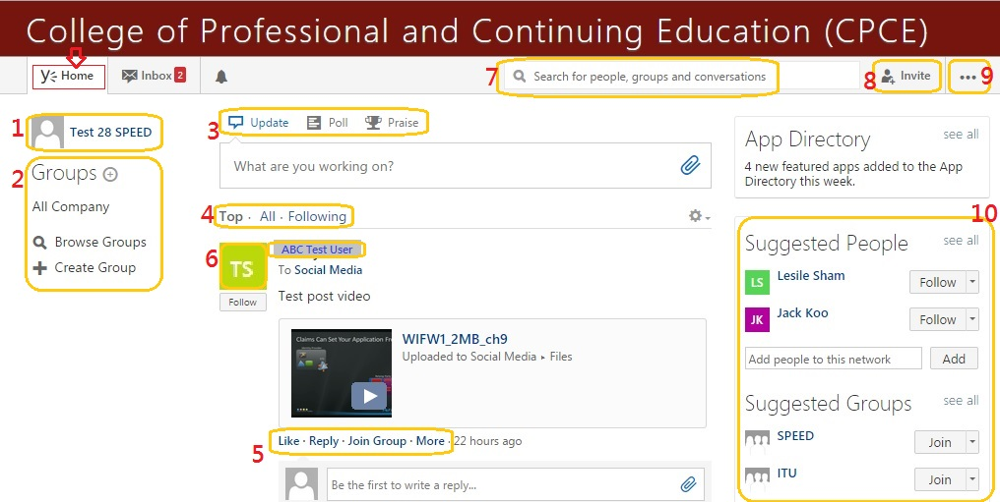 College of Professional and Continuing Education (CPCE)
Home
Inbox 2
7
Search for people, groups and conversations
8
Invite
9
1
Test 28 SPEED
2
Groups
All Company
Browse Groups
Create Group
3
Update Poll Praise
What are you working on?
4
Top · All · Following
6
TS
Follow
ABC Test User
To Social Media
Test post video
Claims Can Set Your Application Fr
WIFW1_2MB_ch9
Uploaded to Social Media ▸ Files
5
Like · Reply · Join Group · More · 22 hours ago
Be the first to write a reply...
App Directory see all
4 new featured apps added to the App
Directory this week.
10
Suggested People see all
LS Lesile Sham Follow
JK Jack Koo Follow
Add people to this network Add
Suggested Groups see all
SPEED Join
ITU Join